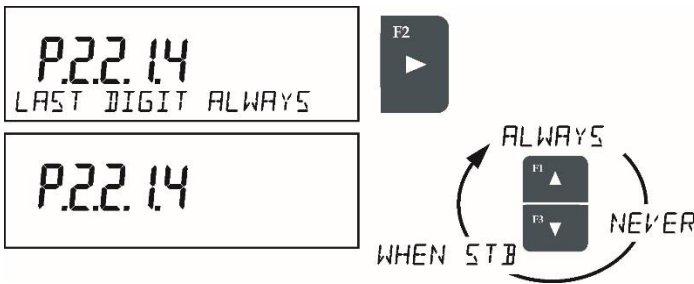 P.2.2.1.4
LAST DIGIT ALWAYS
F2
P.2.2.1.4
ALWAYS
F1
F3
NEVER
WHEN STB